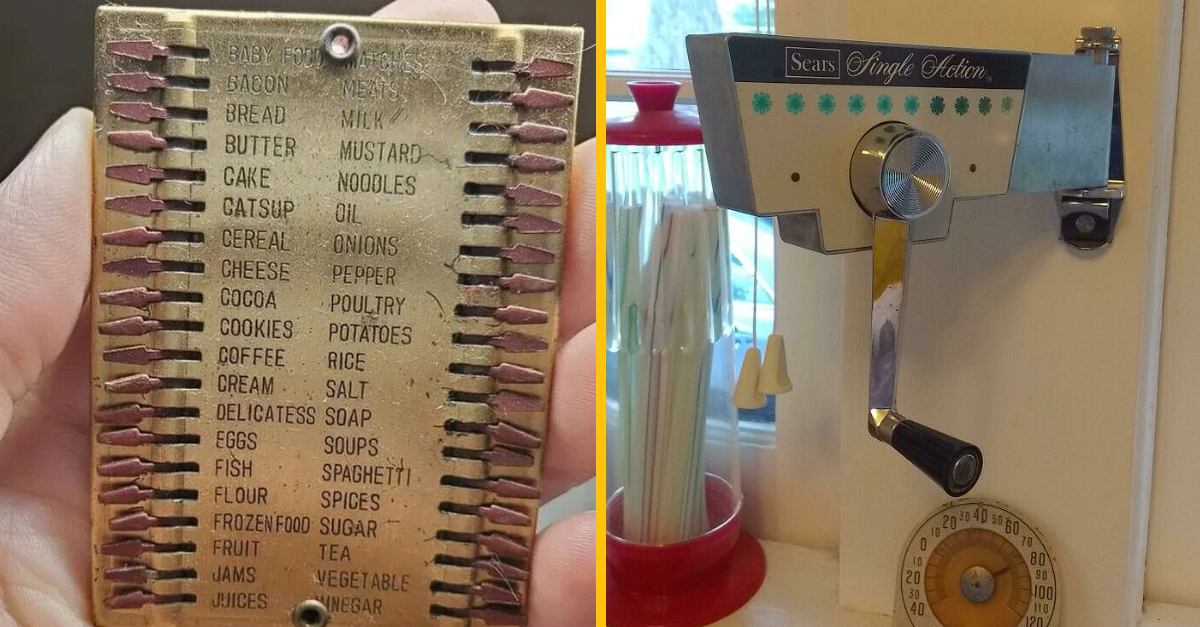 BABY FOOD MATCHES
BACON MEATS
BREAD MILK
BUTTER MUSTARD
CAKE NOODLES
CATSUP OIL
CEREAL ONIONS
CHEESE PEPPER
COCOA POULTRY
COOKIES POTATOES
COFFEE RICE
CREAM SALT
DELICATESS SOAP
EGGS SOUPS
FISH SPAGHETTI
FLOUR SPICES
FROZEN FOOD SUGAR
FRUIT TEA
JAMS VEGETABLE
JUICES VINEGAR
Sears Single Action
40 20 10 0 10 20 30 40 50 60 70 80 90 100 110 120